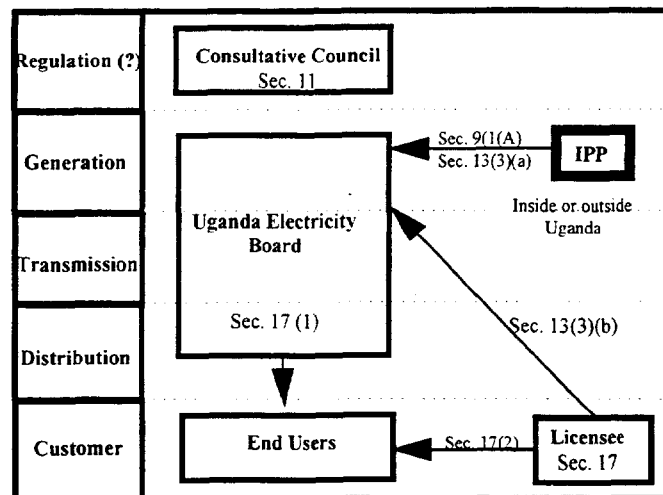 Regulation (?)
Consultative Council
Sec. 11
Generation
Sec. 9(1(A)
Sec. 13(3)(a)
IPP
Inside or outside
Uganda
Uganda Electricity
Board
Transmission
Sec. 17 (1)
Sec. 13(3)(b)
Distribution
Customer
End Users
Sec. 17(2)
Licensee
Sec. 17